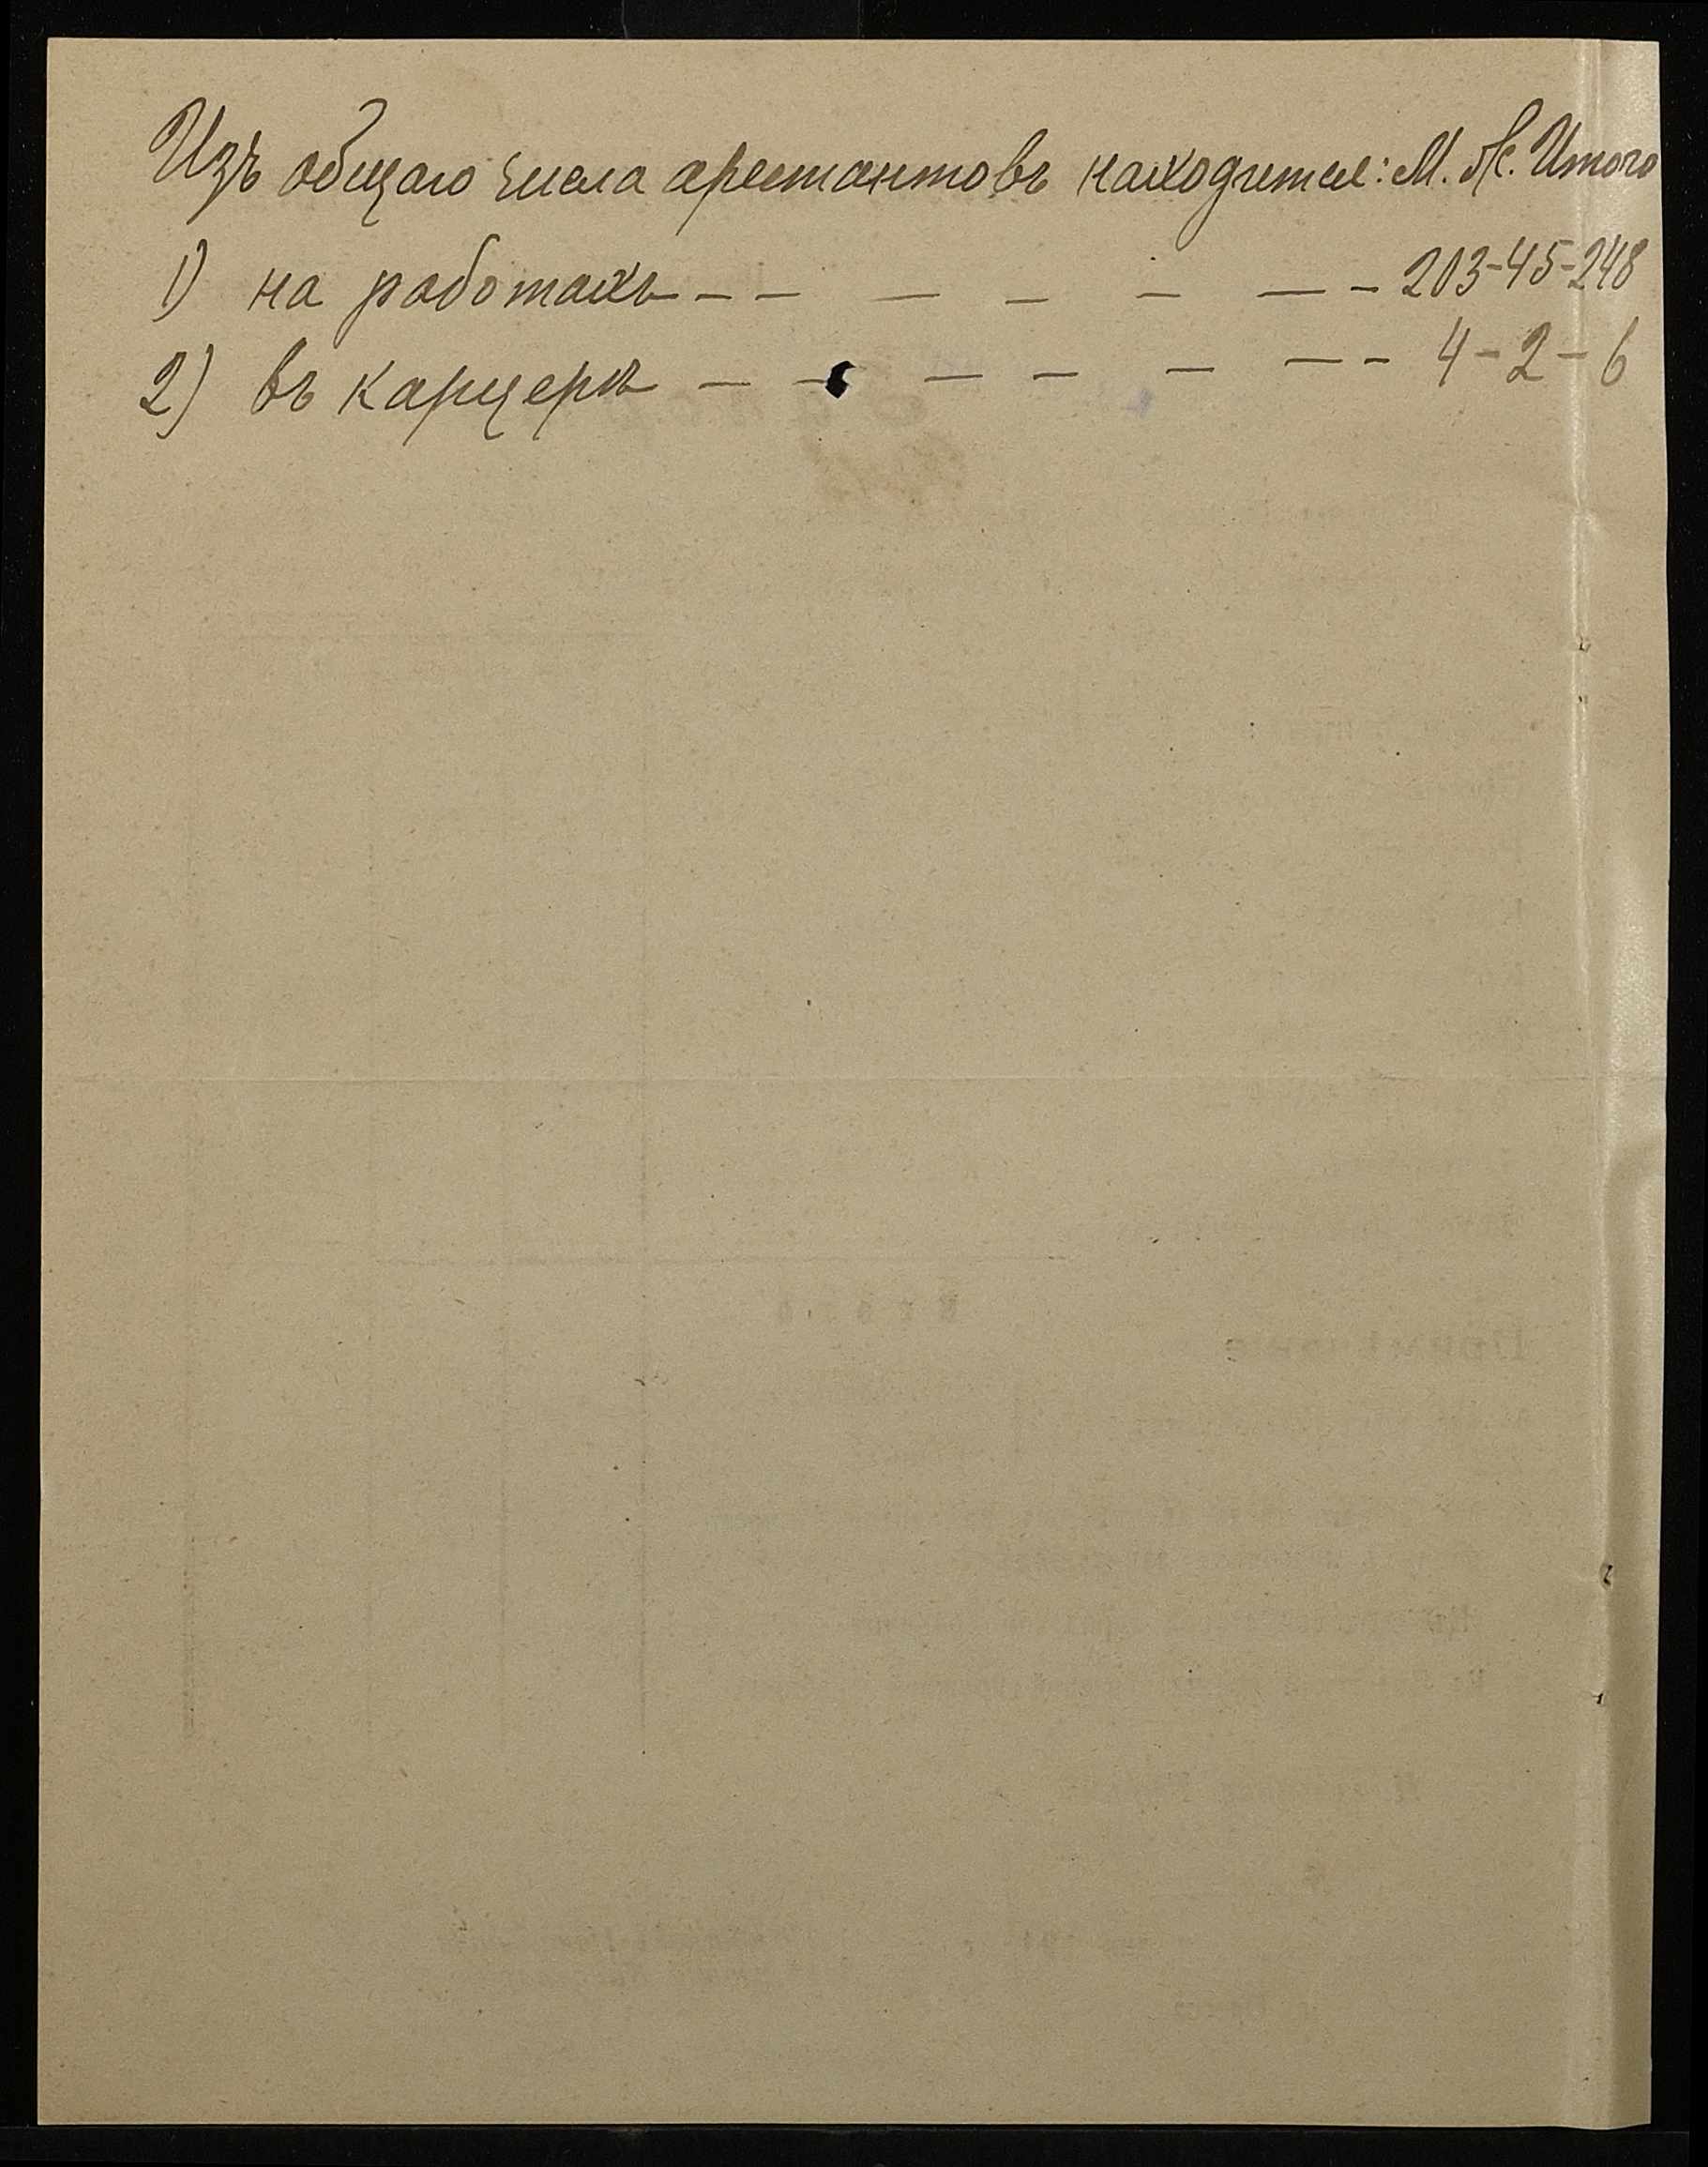 Изъ общаго числа арестантовъ находится: М. Ж. Итого
1) на работахъ - - - - - - - 203-45-248
2) въ карцерѣ - - - - - - - 4-2-6